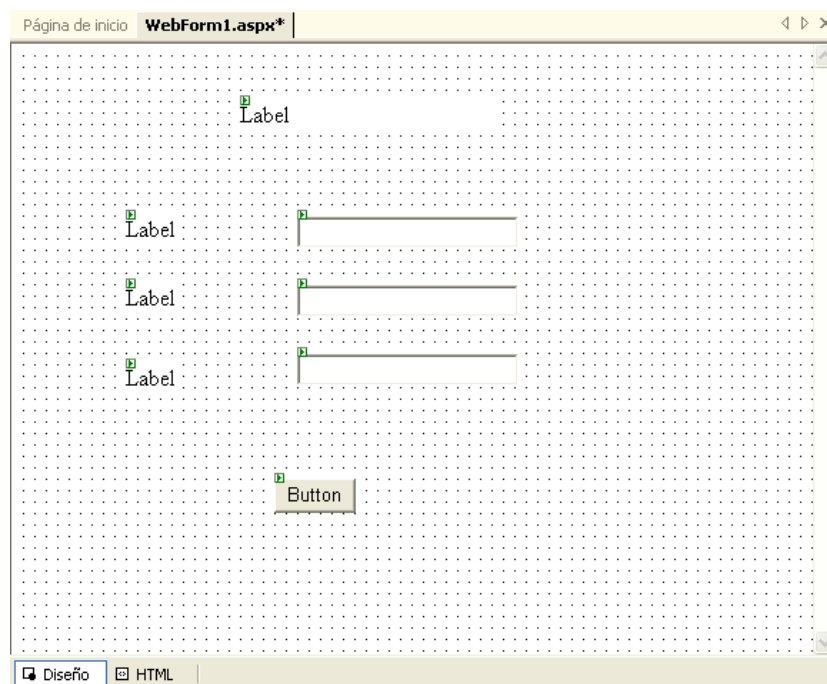 Página de inicio WebForm1.aspx*
Label
Label
Label
Label
Button
Diseño HTML